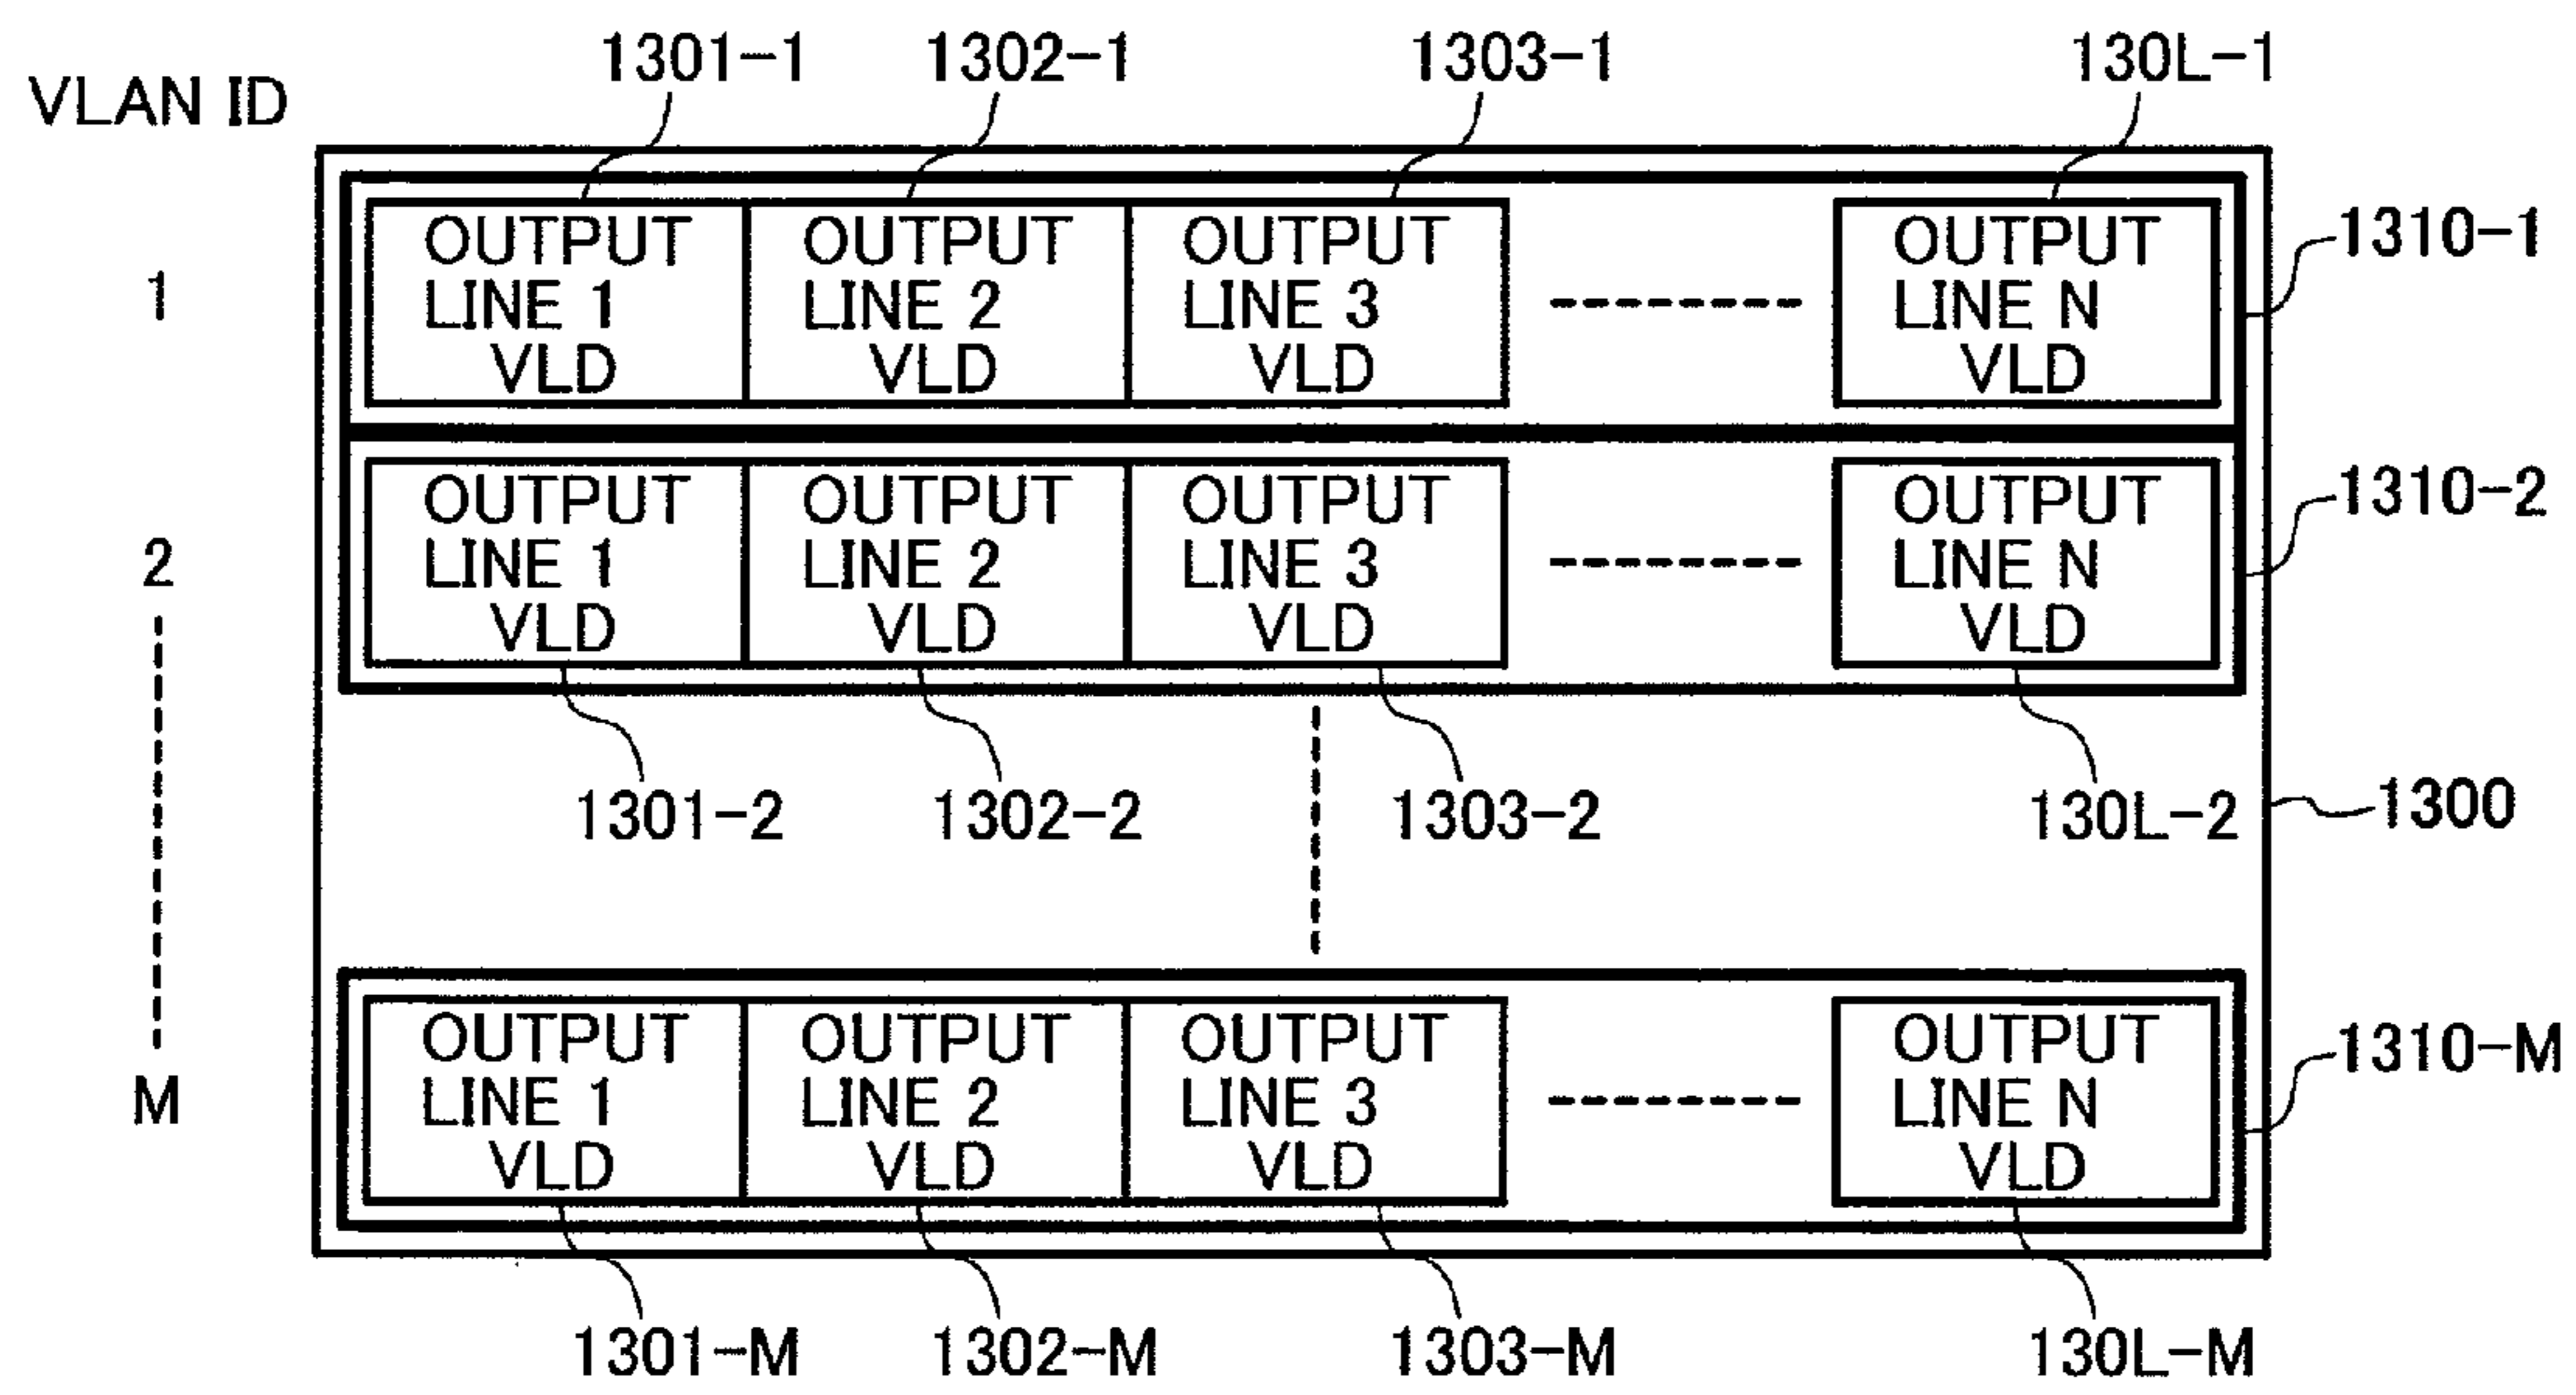 1301-1 1302-1 1303-1 130L-1
VLAN ID
OUTPUT OUTPUT OUTPUT OUTPUT
1310-1
1 LINE 1 LINE 2 LINE 3 LINE N
VLD VLD VLD VLD
OUTPUT OUTPUT OUTPUT OUTPUT
1310-2
2 LINE 1 LINE 2 LINE 3 LINE N
VLD VLD VLD VLD
1301-2 1302-2 1303-2 130L-2
1300
OUTPUT OUTPUT OUTPUT OUTPUT
1310-M
M LINE 1 LINE 2 LINE 3 LINE N
VLD VLD VLD VLD
1301-M 1302-M 1303-M 130L-M